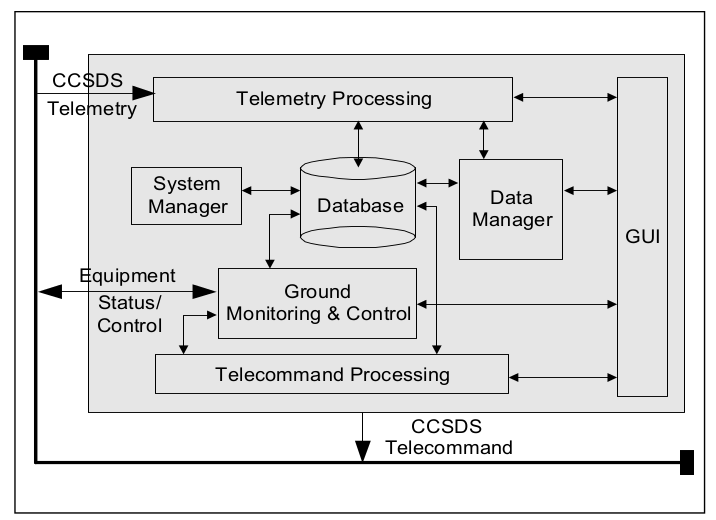 CCSDS
Telemetry
Telemetry Processing
System
Manager
Database
Data
Manager
GUI
Equipment
Status/
Control
Ground
Monitoring & Control
Telecommand Processing
CCSDS
Telecommand